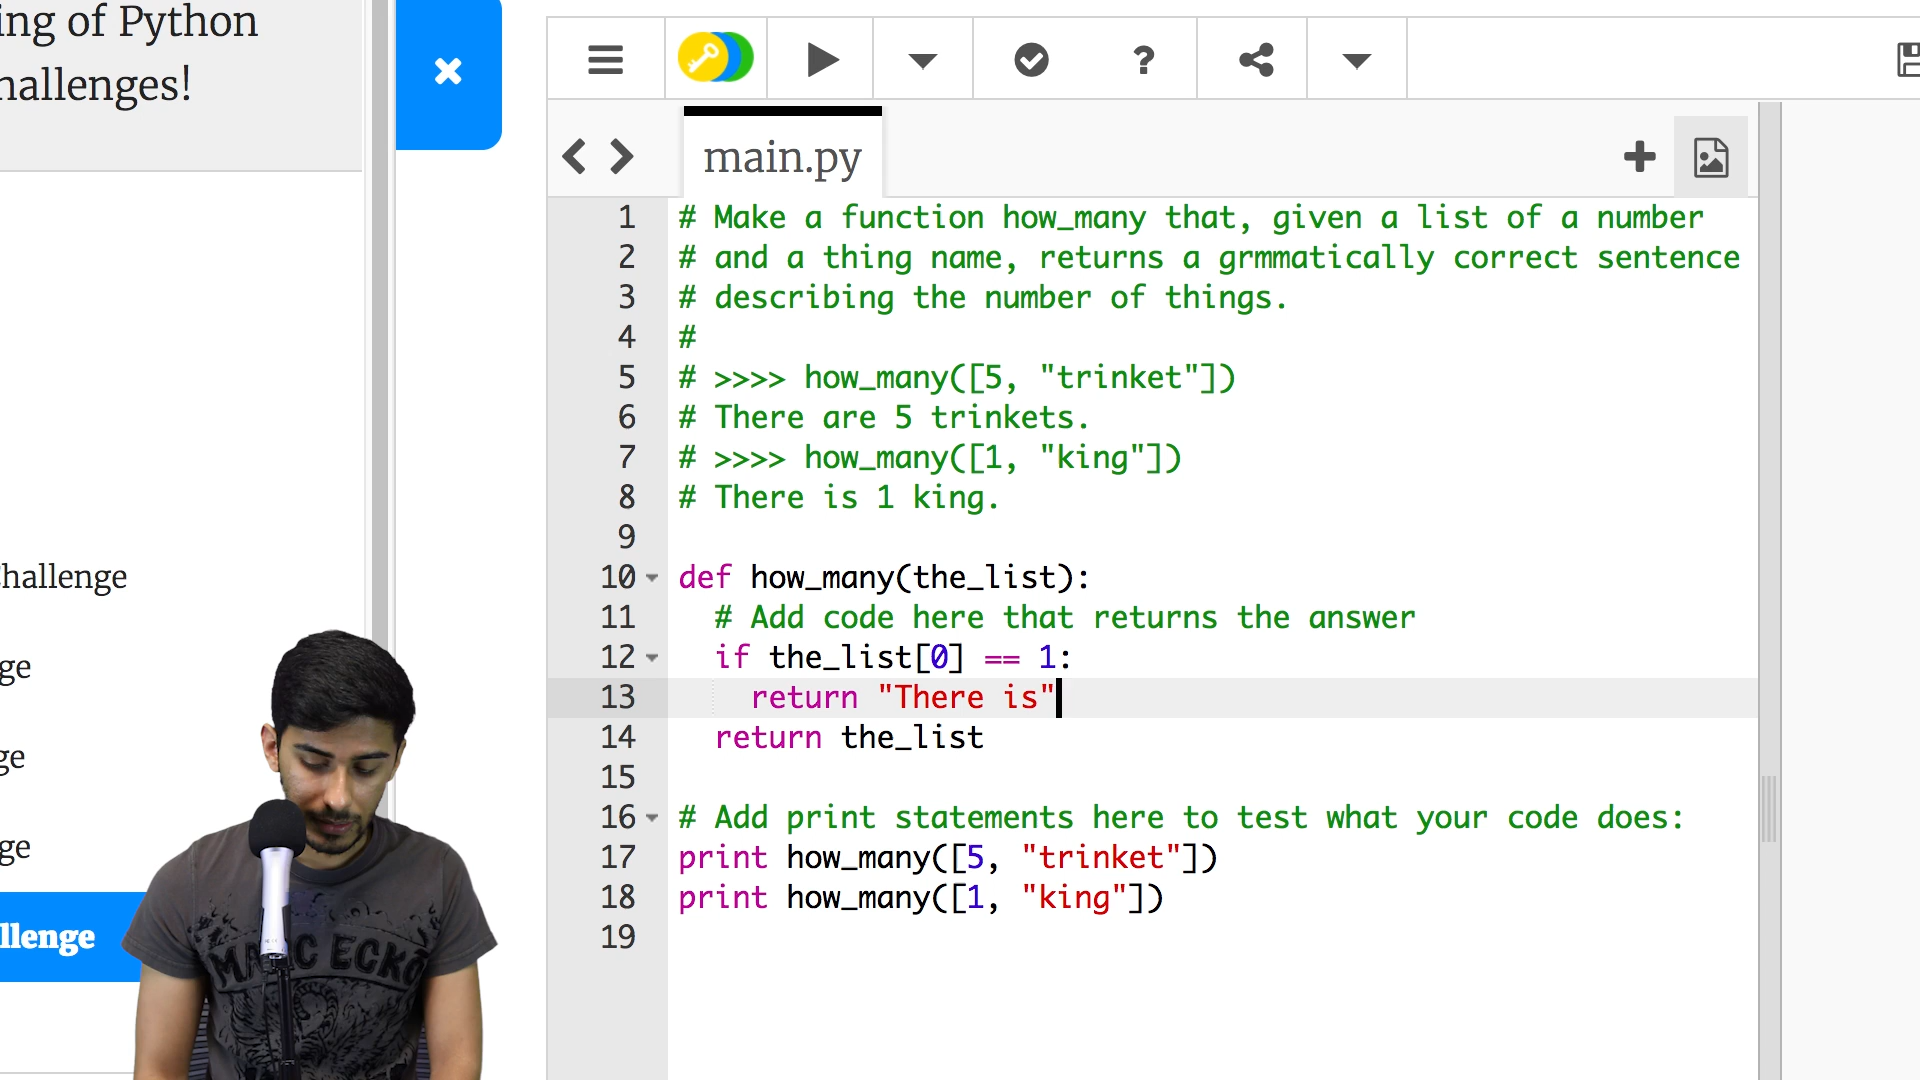 ing of Python
hallenges!
hallenge
ge
ge
ge
llenge
?
main.py
1 # Make a function how_many that, given a list of a number
2 # and a thing name, returns a grmmatically correct sentence
3 # describing the number of things.
4 #
5 # >>>> how_many([5, "trinket"])
6 # There are 5 trinkets.
7 # >>>> how_many([1, "king"])
8 # There is 1 king.
9
10 def how_many(the_list):
11 # Add code here that returns the answer
12 if the_list[0] == 1:
13 return "There is"
14 return the_list
15
16 # Add print statements here to test what your code does:
17 print how_many([5, "trinket"])
18 print how_many([1, "king"])
19
ECKO